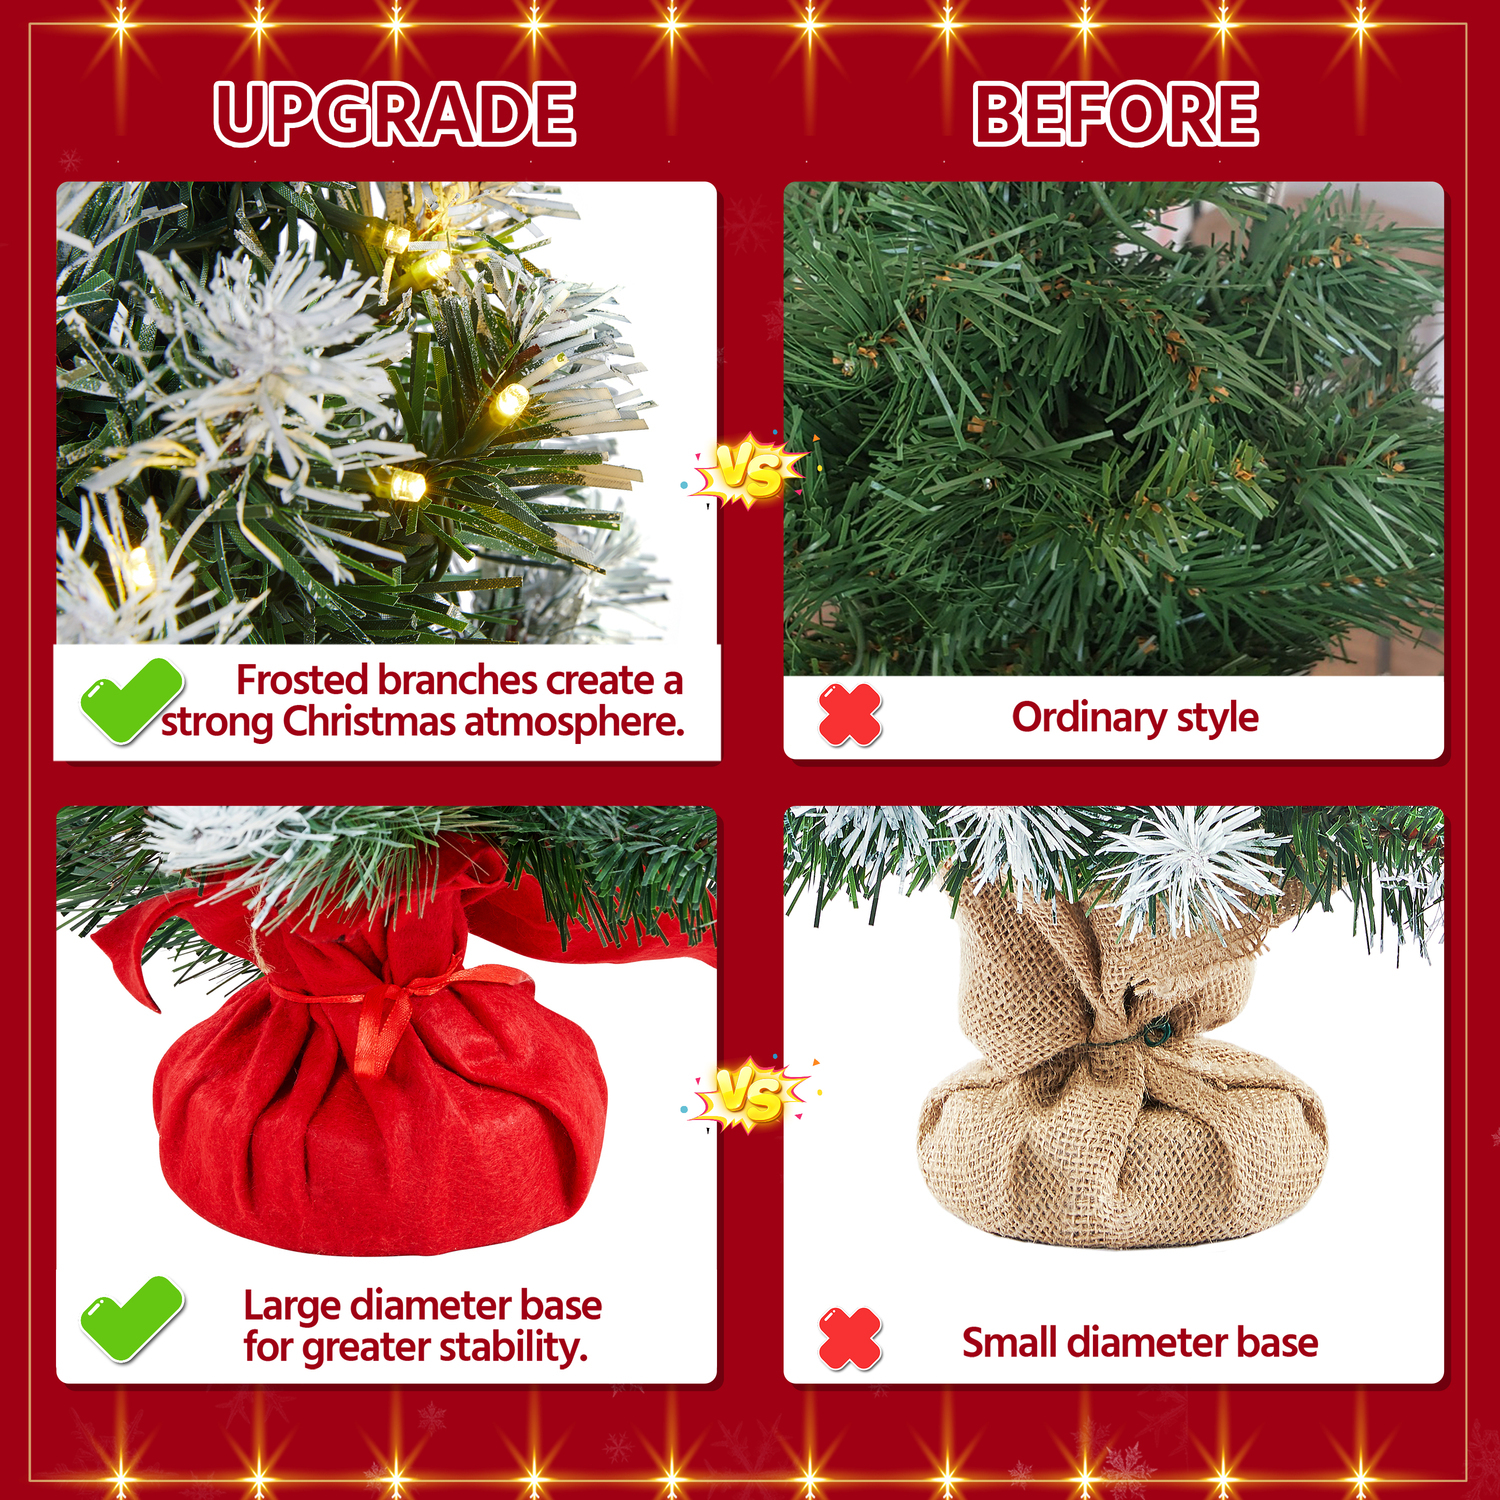 UPGRADE
BEFORE
Frosted branches create a
strong Christmas atmosphere.
VS
Ordinary style
Large diameter base
for greater stability.
VS
Small diameter base